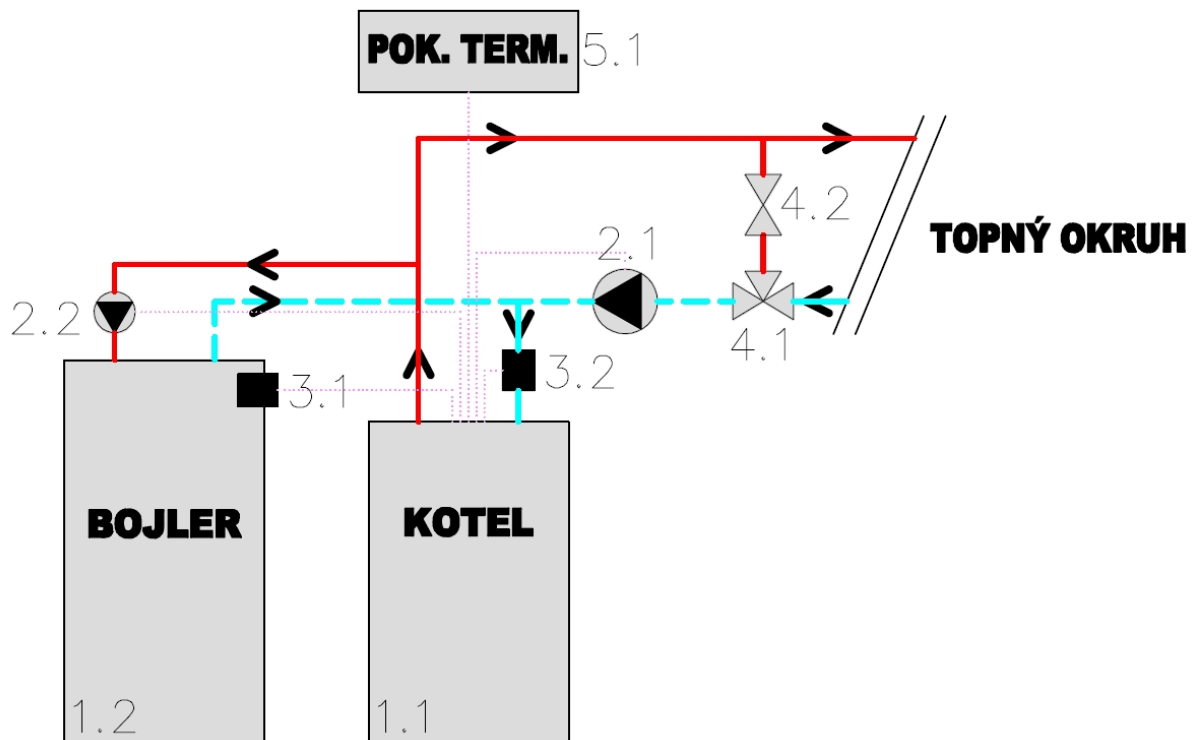 POK. TERM. 5.1
4.2
2.1
TOPNÝ OKRUH
2.2
4.1
3.2
3.1
BOJLER
KOTEL
1.2
1.1